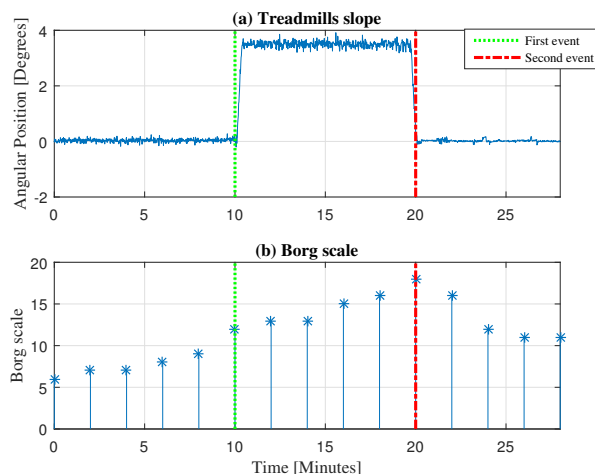 (a) Treadmills slope
4
2
0
-2
Angular Position [Degrees]
0 5 10 15 20 25
First event
Second event
(b) Borg scale
20
15
10
5
0
Borg scale
0 5 10 15 20 25
Time [Minutes]